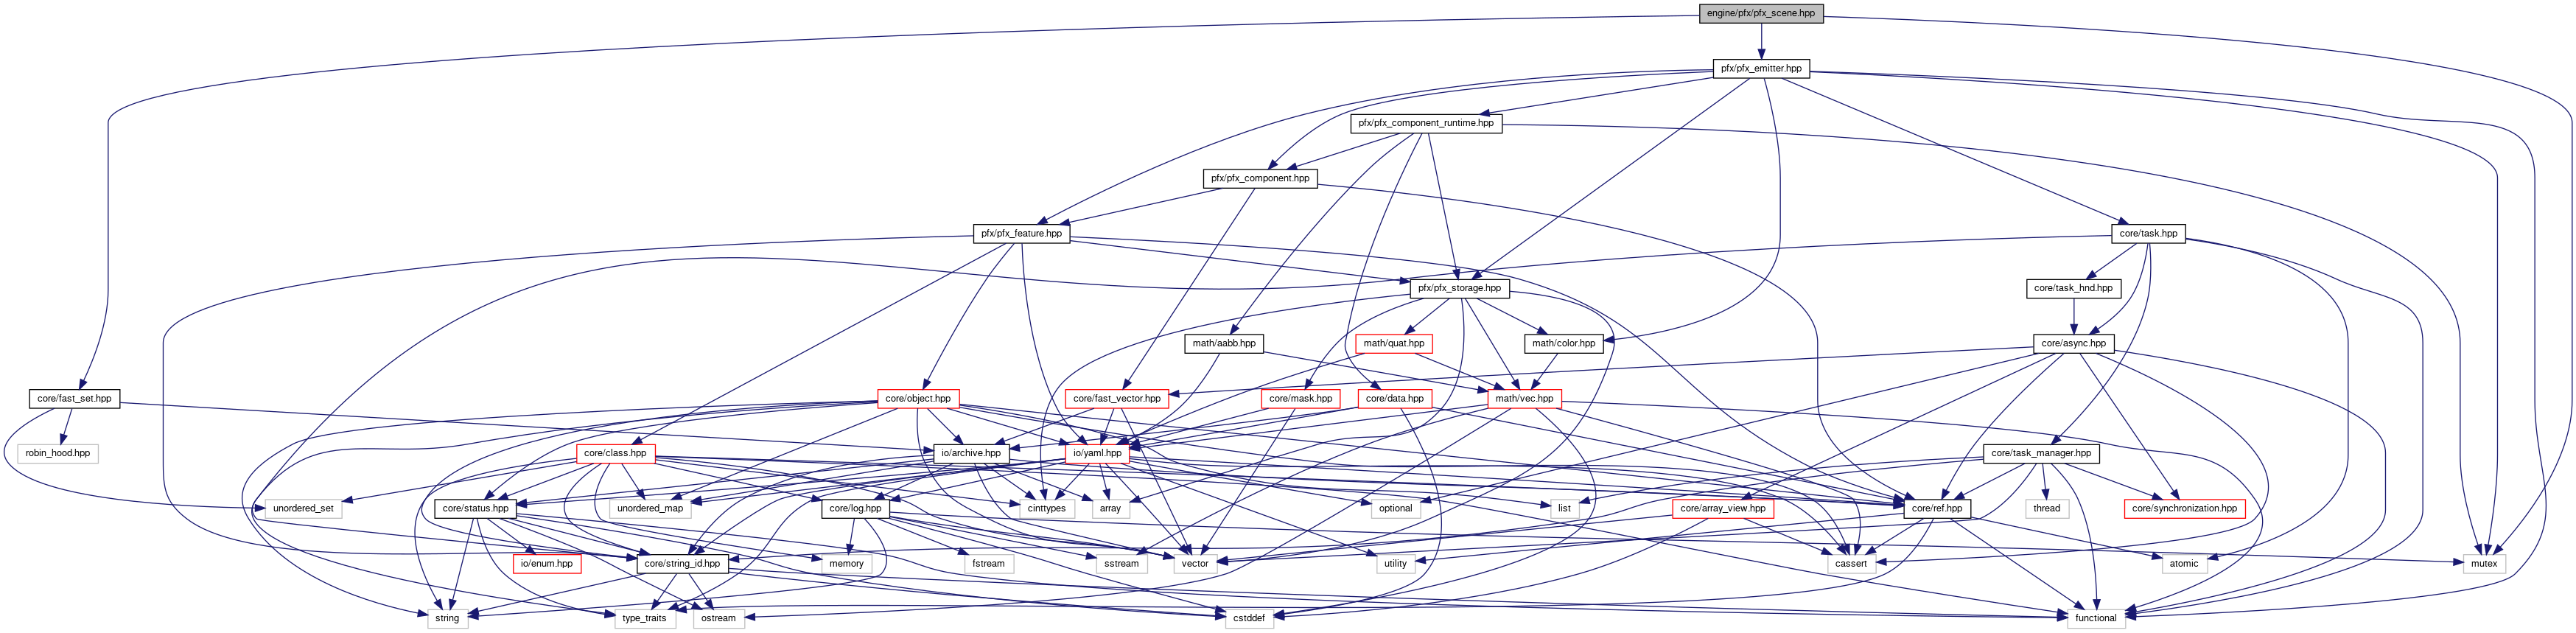 engine/pfx/pfx_scene.hpp
pfx/pfx_emitter.hpp
pfx/pfx_component_runtime.hpp
pfx/pfx_component.hpp
pfx/pfx_feature.hpp
core/task.hpp
pfx/pfx_storage.hpp
core/task_hnd.hpp
math/aabb.hpp
math/quat.hpp
math/color.hpp
core/async.hpp
core/fast_set.hpp
core/object.hpp
core/fast_vector.hpp
core/mask.hpp
core/data.hpp
math/vec.hpp
robin_hood.hpp
core/class.hpp
io/archive.hpp
io/yaml.hpp
core/task_manager.hpp
unordered_set
core/status.hpp
unordered_map
core/log.hpp
cinttypes
array
optional
list
core/array_view.hpp
core/ref.hpp
thread
core/synchronization.hpp
io/enum.hpp
core/string_id.hpp
memory
fstream
sstream
vector
utility
cassert
atomic
mutex
string
type_traits
ostream
cstddef
functional